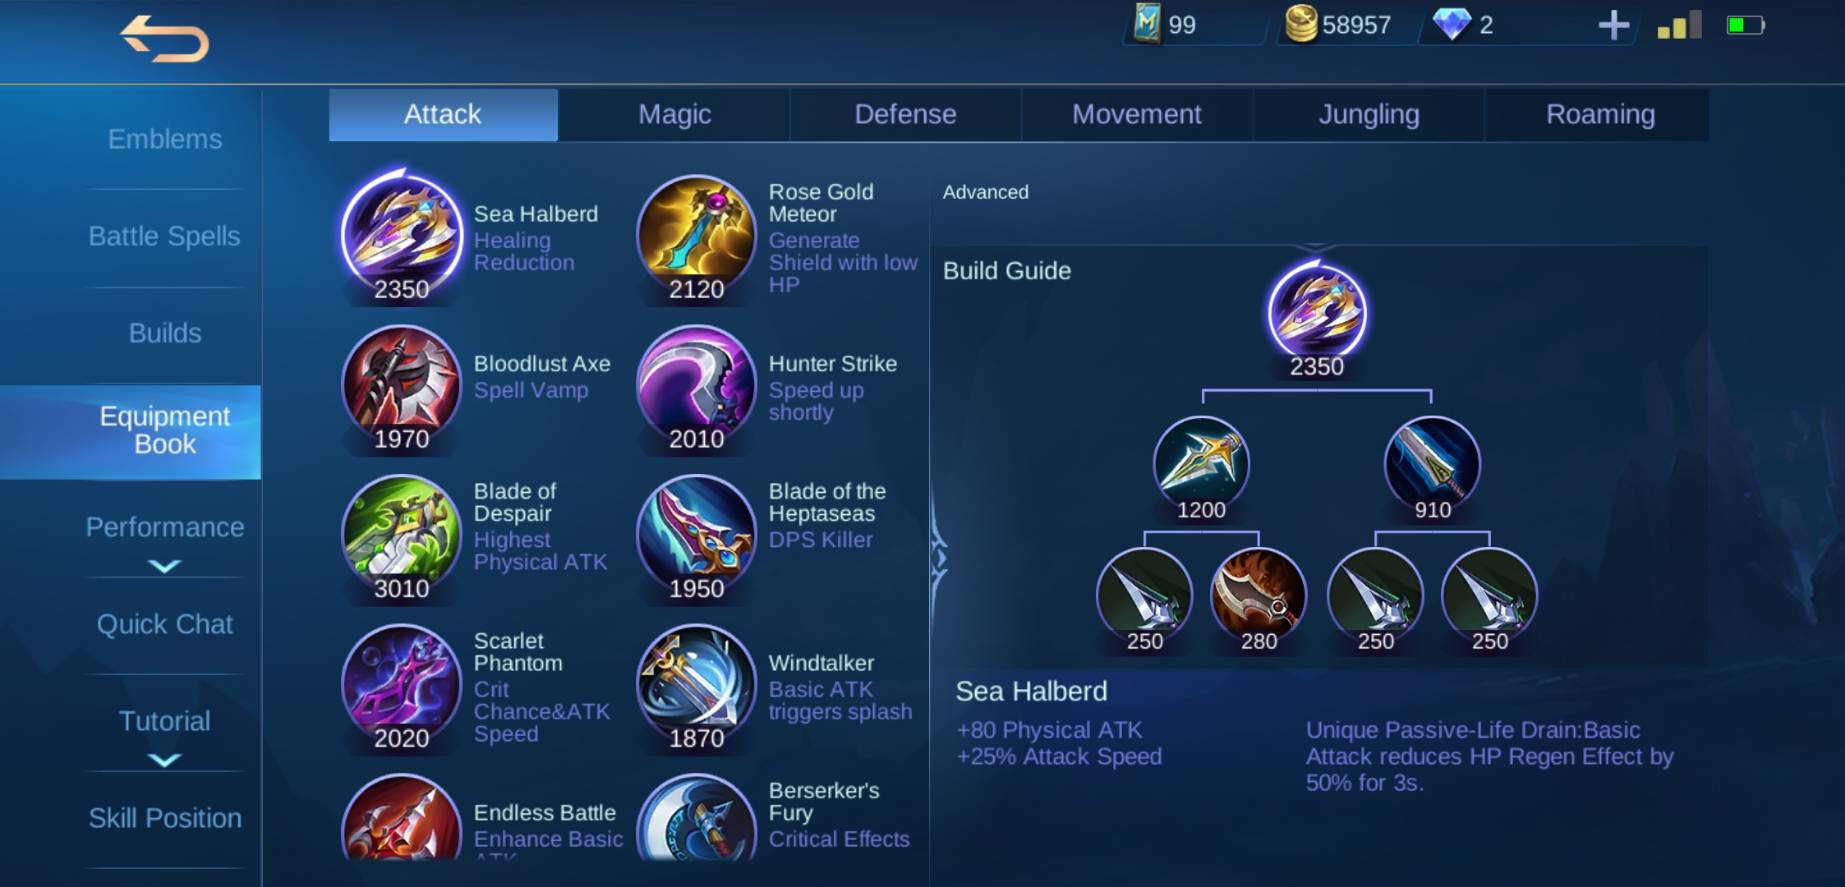 99
58957
2
Attack
Magic
Defense
Movement
Jungling
Roaming
Emblems
Battle Spells
Builds
Equipment
Book
Performance
Quick Chat
Tutorial
Skill Position
Sea Halberd
Healing
Reduction
2350
Rose Gold
Meteor
Generate
Shield with low
HP
2120
Bloodlust Axe
Spell Vamp
1970
Hunter Strike
Speed up
shortly
2010
Blade of
Despair
Highest
Physical ATK
3010
Blade of the
Heptaseas
DPS Killer
1950
Scarlet
Phantom
Crit
Chance&ATK
Speed
2020
Windtalker
Basic ATK
triggers splash
1870
Endless Battle
Enhance Basic
ATK
Berserker's
Fury
Critical Effects
Advanced
Build Guide
2350
1200
910
250
280
250
250
Sea Halberd
+80 Physical ATK
+25% Attack Speed
Unique Passive-Life Drain:Basic
Attack reduces HP Regen Effect by
50% for 3s.